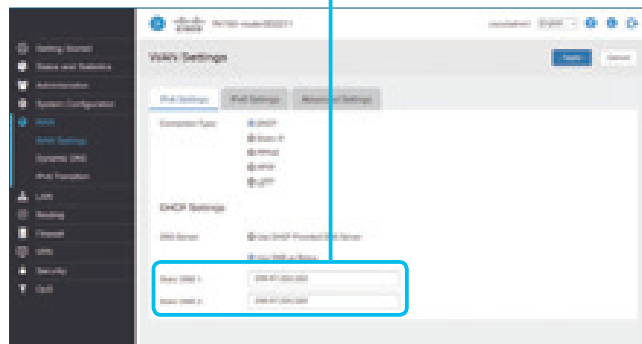 cisco
WAN Settings
Getting Started
Status and Statistics
Administration
System Configuration
WAN
WAN Settings
Dynamic DNS
IPv6 Transition
LAN
Routing
Firewall
VPN
Security
QoS
IPv4 Settings
IPv6 Settings
Advanced Settings
Connection Type:
DHCP
Static IP
PPPoE
PPTP
L2TP
DHCP Settings
DNS Server:
Use DHCP Provided DNS Server
Use DNS as Below
Static DNS 1:
Static DNS 2:
Apply
Cancel